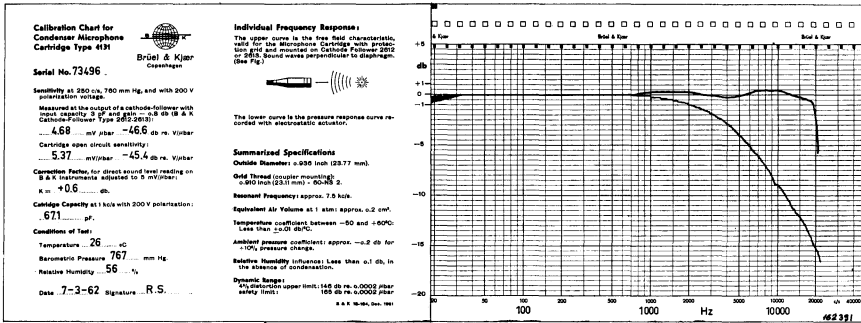 Calibration Chart for
Condenser Microphone
Cartridge Type 4131
B K
Brüel & Kjær
Copenhagen
Serial No. 73496.
Sensitivity at 250 c/s, 760 mm Hg, and with 200 V
polarization voltage.
Measured at the output of a cathode-follower with
input capacity 3 pF and gain — 0.8 db (B & K
Cathode-Follower Type 2612-2613):
4.68 mV/µbar −46.6 db re. V/µbar
Cartridge open circuit sensitivity:
5.37 mV/µbar −45.4 db re. V/µbar
Correction Factor, for direct sound level reading on
B & K instruments adjusted to 5 mV/µbar:
K = +0.6 db.
Catridge Capacity at 1 kc/s with 200 V polarization:
67.1 pF.
Conditions of Test:
Temperature 26 °C
Barometric Pressure 767 mm Hg.
Relative Humidity 56 %
Date 7-3-62 Signature R.S.
Individual Frequency Response:
The upper curve is the free field characteristic,
valid for the Microphone Cartridge with protec-
tion grid and mounted on Cathode Follower 2612
or 2613. Sound waves perpendicular to diaphragm.
(See Fig.)
The lower curve is the pressure response curve re-
corded with electrostatic actuator.
Summarized Specifications
Outside Diameter: 0.936 inch (23.77 mm).
Grid Thread (coupler mounting):
0.910 inch (23.11 mm) - 60-NS 2.
Resonant Frequency: approx. 7.5 kc/s.
Equivalent Air Volume at 1 atm: approx. 0.2 cm³.
Temperature coefficient between −50 and +60°C:
Less than ±0.01 db/°C.
Ambient pressure coefficient: approx. −0.2 db for
+10% pressure change.
Relative Humidity Influence: Less than 0.1 db, in
the absence of condensation.
Dynamic Range:
4% distortion upper limit: 146 db re. 0.0002 µbar
safety limit: 165 db re. 0.0002 µbar
B & K 16-164, Dec. 1961
Brüel & Kjær Brüel & Kjær Brüel & Kjær
+5
db
+1
0
−1
−5
−10
−15
−20
20 50 100 200 500 1000 2000 5000 10000 20000 c/s 40000
100 Hz 1000 Hz 10000
162391